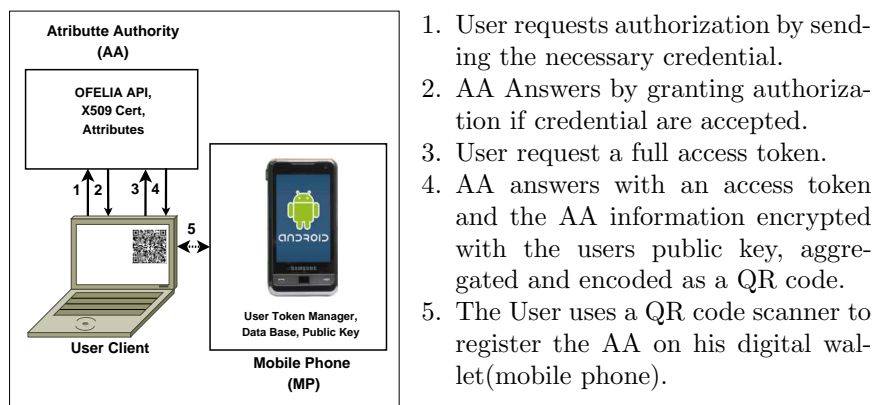 Atributte Authority
(AA)
OFELIA API,
X509 Cert,
Attributes
1 2 3 4
5
ANDROID
SAMSUNG
User Token Manager,
Data Base, Public Key
User Client
Mobile Phone
(MP)
1. User requests authorization by send-
ing the necessary credential.
2. AA Answers by granting authoriza-
tion if credential are accepted.
3. User request a full access token.
4. AA answers with an access token
and the AA information encrypted
with the users public key, aggre-
gated and encoded as a QR code.
5. The User uses a QR code scanner to
register the AA on his digital wal-
let(mobile phone).